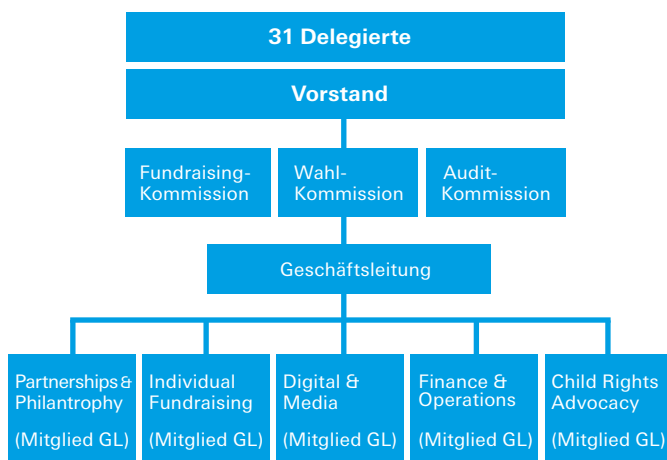 31 Delegierte
Vorstand
Fundraising-
Kommission
Wahl-
Kommission
Audit-
Kommission
Geschäftsleitung
Partnerships &
Philantrophy
(Mitglied GL)
Individual
Fundraising
(Mitglied GL)
Digital &
Media
(Mitglied GL)
Finance &
Operations
(Mitglied GL)
Child Rights
Advocacy
(Mitglied GL)